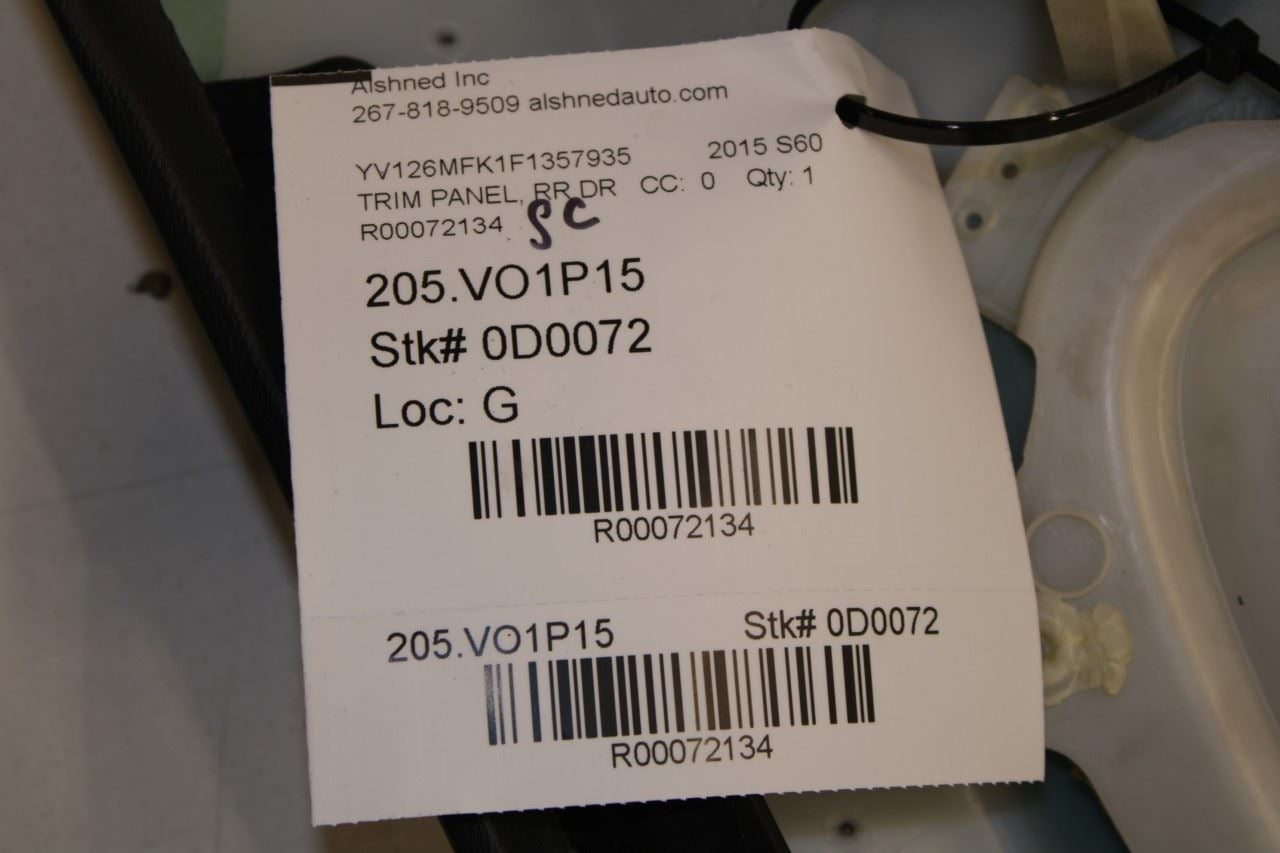 Alshned Inc
267-818-9509 alshnedauto.com
YV126MFK1F1357935 2015 S60
TRIM PANEL, RR DR CC: 0 Qty: 1
R00072134
205.VO1P15
Stk# 0D0072
Loc: G
R00072134
205.VO1P15 Stk# 0D0072
R00072134